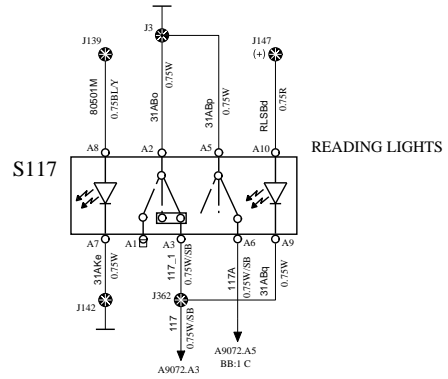 J3
J139
J147
(+)
80501M
0.75BL/Y
31ABo
0.75W
31ABp
0.75W
RLSBd
0.75R
A8
A2
A5
A10
READING LIGHTS
S117
A7
A1
A3
A6
A9
31AKe
0.75W
117_1
0.75W/SB
117A
0.75W/SB
31ABq
0.75W
J142
J362
117
0.75W/SB
A9072.A3
A9072.A5
BB:1 C